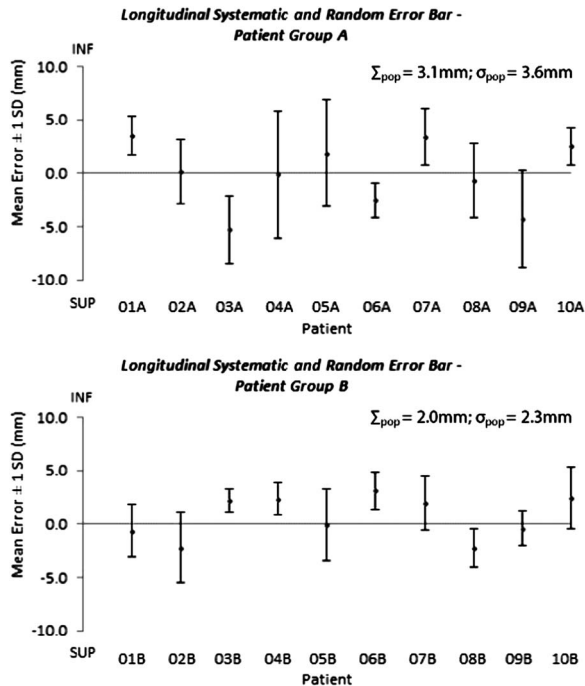 Longitudinal Systematic and Random Error Bar -
Patient Group A
INF
Σpop = 3.1mm; σpop = 3.6mm
10.0
5.0
0.0
-5.0
-10.0
Mean Error ± 1 SD (mm)
SUP
01A 02A 03A 04A 05A 06A 07A 08A 09A 10A
Patient
Longitudinal Systematic and Random Error Bar -
Patient Group B
INF
Σpop = 2.0mm; σpop = 2.3mm
10.0
5.0
0.0
-5.0
-10.0
Mean Error ± 1 SD (mm)
SUP
01B 02B 03B 04B 05B 06B 07B 08B 09B 10B
Patient